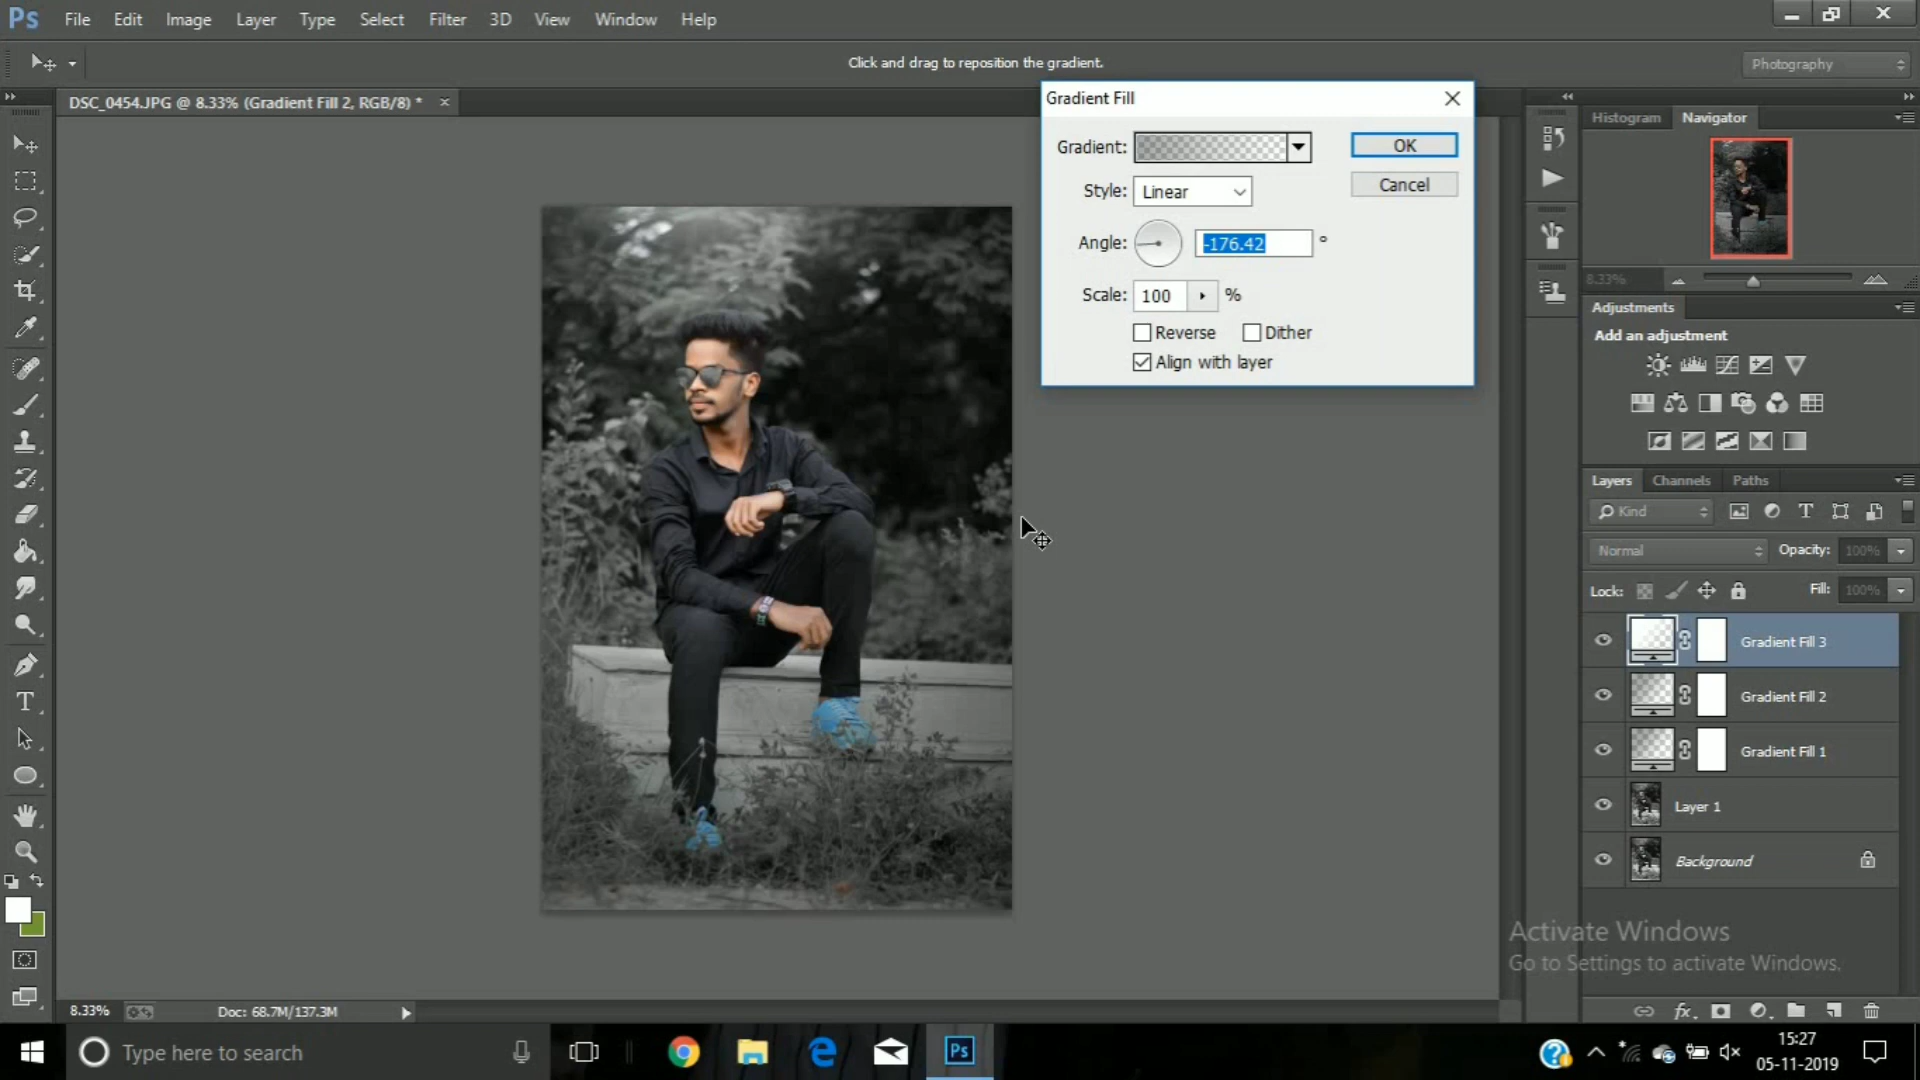 Ps File Edit Image Layer Type Select Filter 3D View Window Help
Click and drag to reposition the gradient.
Photography
DSC_0454.JPG @ 8.33% (Gradient Fill 2, RGB/8) *
Gradient Fill
Gradient:
OK
Style: Linear
Cancel
Angle: -176.42 °
Scale: 100 %
Reverse Dither
Align with layer
Histogram Navigator
8.33%
Adjustments
Add an adjustment
Layers Channels Paths
Kind
Normal Opacity: 100%
Lock: Fill: 100%
Gradient Fill 3
Gradient Fill 2
Gradient Fill 1
Layer 1
Background
Activate Windows
Go to Settings to activate Windows.
8.33% Doc: 68.7M/137.3M
Type here to search
Ps
15:27
05-11-2019